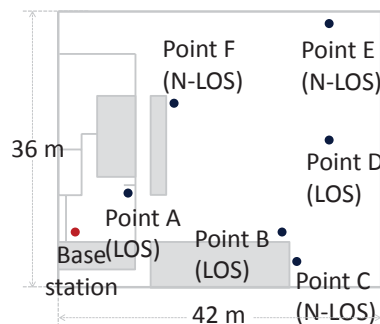 Point F
(N-LOS)
Point E
(N-LOS)
36 m
Point D
(LOS)
Point A
(LOS)
Point B
(LOS)
Base
station
Point C
(N-LOS)
42 m